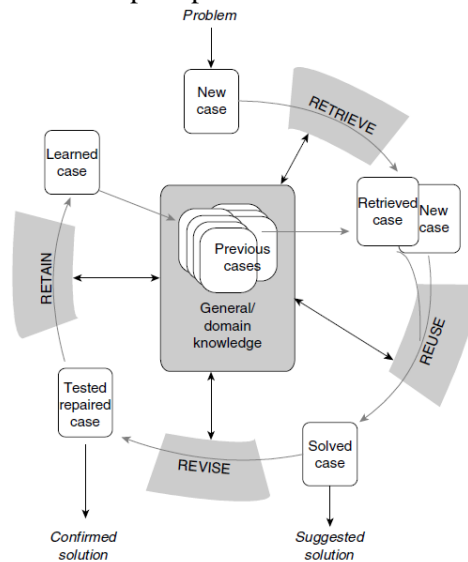 Problem
New
case
RETRIEVE
Learned
case
Retrieved
case
New
case
Previous
cases
RETAIN
General/
domain
knowledge
REUSE
Tested
repaired
case
REVISE
Solved
case
Confirmed
solution
Suggested
solution